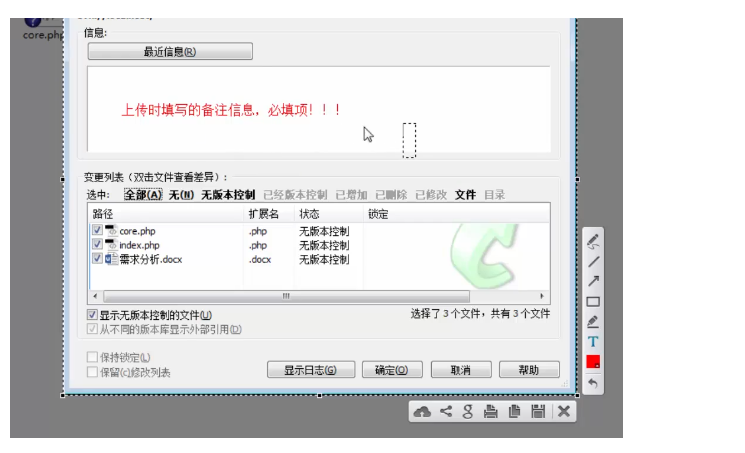 core.php
信息:
最近信息(R)
上传时填写的备注信息，必填项！！！
变更列表（双击文件查看差异）:
选中: 全部(A) 无(N) 无版本控制 已经版本控制 已增加 已删除 已修改 文件 目录
路径 扩展名 状态 锁定
core.php .php 无版本控制
index.php .php 无版本控制
需求分析.docx .docx 无版本控制
显示无版本控制的文件(U)
选择了3个文件，共有3个文件
从不同的版本库显示外部引用(D)
保持锁定(L)
保留(c)修改列表
显示日志(G) 确定(O) 取消 帮助
T